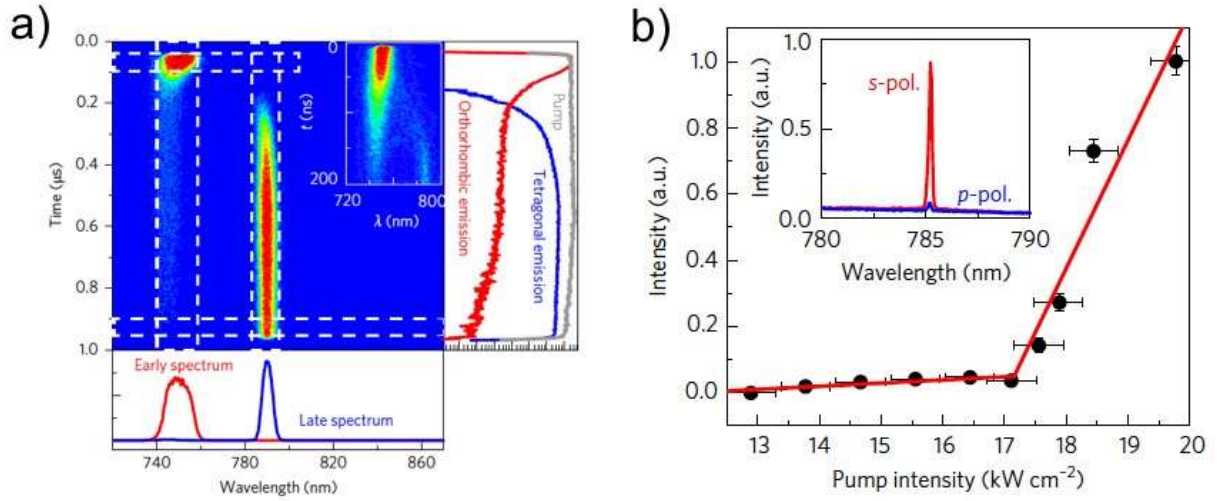 a)
0.0
0.2
0.4
0.6
0.8
1.0
Time (μs)
0
200
t (ns)
720
800
λ (nm)
Orthorhombic emission
Tetragonal emission
Pump
Early spectrum
Late spectrum
740
780
820
860
Wavelength (nm)
b)
1.0
0.8
0.6
0.4
0.2
0.0
Intensity (a.u.)
1.0
0.5
0.0
Intensity (a.u.)
s-pol.
p-pol.
780
785
790
Wavelength (nm)
13
14
15
16
17
18
19
20
Pump intensity (kW cm⁻²)